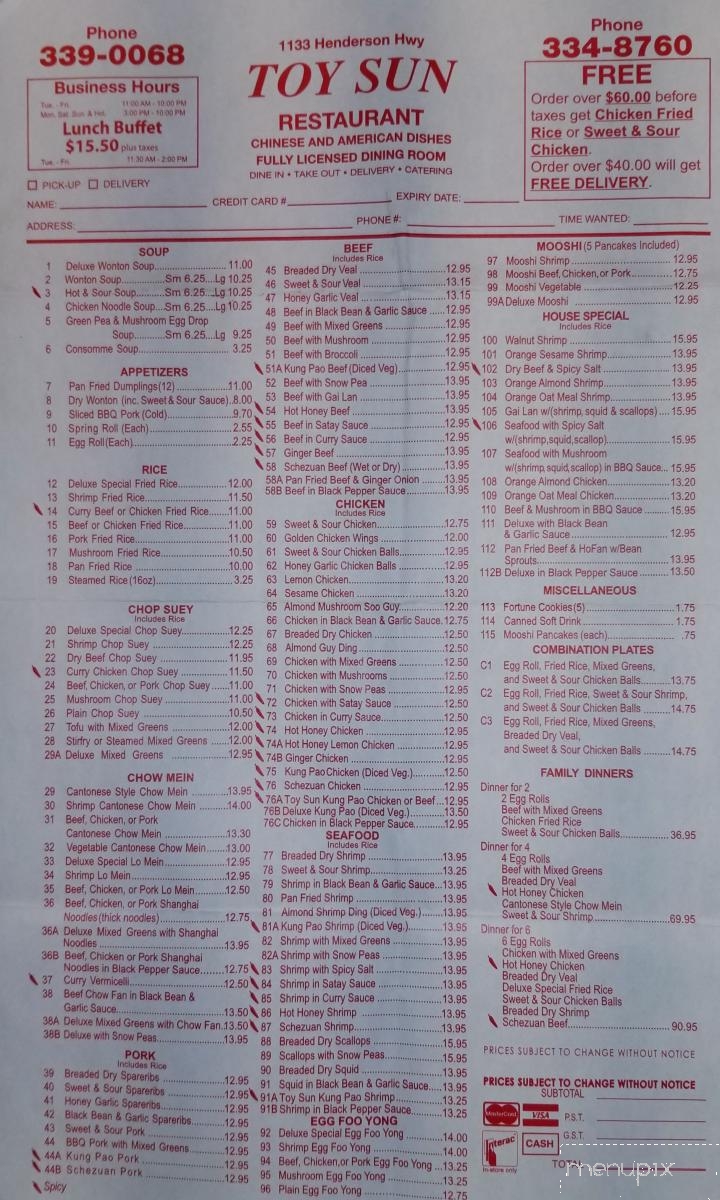 Phone
339-0068
Business Hours
Tue. - Fri. 11:00 AM - 10:00 PM
Mon. Sat. Sun & Hol. 3:00 PM - 10:00 PM
Lunch Buffet
$15.50 plus taxes
Tue. - Fri. 11:30 AM - 2:00 PM
1133 Henderson Hwy
TOY SUN
RESTAURANT
CHINESE AND AMERICAN DISHES
FULLY LICENSED DINING ROOM
DINE IN • TAKE OUT • DELIVERY • CATERING
Phone
334-8760
FREE
Order over $60.00 before
taxes get Chicken Fried
Rice or Sweet & Sour
Chicken.
Order over $40.00 will get
FREE DELIVERY.
PICK-UP DELIVERY
NAME: CREDIT CARD # EXPIRY DATE:
ADDRESS: PHONE #: TIME WANTED:
SOUP
1 Deluxe Wonton Soup 11.00
2 Wonton Soup Sm 6.25 Lg 10.25
3 Hot & Sour Soup Sm 6.25 Lg 10.25
4 Chicken Noodle Soup Sm 6.25 Lg 10.25
5 Green Pea & Mushroom Egg Drop
Soup Sm 6.25 Lg 9.25
6 Consomme Soup 3.25
APPETIZERS
7 Pan Fried Dumplings (12) 11.00
8 Dry Wonton (inc. Sweet & Sour Sauce) 8.00
9 Sliced BBQ Pork (Cold) 9.70
10 Spring Roll (Each) 2.55
11 Egg Roll (Each) 2.25
RICE
12 Deluxe Special Fried Rice 12.00
13 Shrimp Fried Rice 11.50
14 Curry Beef or Chicken Fried Rice 11.00
15 Beef or Chicken Fried Rice 11.00
16 Pork Fried Rice 11.00
17 Mushroom Fried Rice 10.50
18 Pan Fried Rice 10.00
19 Steamed Rice (16oz) 3.25
CHOP SUEY
Includes Rice
20 Deluxe Special Chop Suey 12.25
21 Shrimp Chop Suey 12.25
22 Dry Beef Chop Suey 11.95
23 Curry Chicken Chop Suey 11.50
24 Beef, Chicken, or Pork Chop Suey 11.00
25 Mushroom Chop Suey 11.00
26 Plain Chop Suey 10.50
27 Tofu with Mixed Greens 12.00
28 Stirfry or Steamed Mixed Greens 12.00
29A Deluxe Mixed Greens 12.95
CHOW MEIN
29 Cantonese Style Chow Mein 13.95
30 Shrimp Cantonese Chow Mein 14.00
31 Beef, Chicken, or Pork
Cantonese Chow Mein 13.30
32 Vegetable Cantonese Chow Mein 13.00
33 Deluxe Special Lo Mein 12.95
34 Shrimp Lo Mein 12.95
35 Beef, Chicken, or Pork Lo Mein 12.50
36 Beef, Chicken, or Pork Shanghai
Noodles (thick noodles) 12.75
36A Deluxe Mixed Greens with Shanghai
Noodles 13.95
36B Beef, Chicken or Pork Shanghai
Noodles in Black Pepper Sauce 12.75
37 Curry Vermicelli 12.50
38 Beef Chow Fan in Black Bean &
Garlic Sauce 13.50
38A Deluxe Mixed Greens with Chow Fan 13.50
38B Deluxe with Snow Peas 13.95
PORK
Includes Rice
39 Breaded Dry Spareribs 12.95
40 Sweet & Sour Spareribs 12.95
41 Honey Garlic Spareribs 12.95
42 Black Bean & Garlic Spareribs 12.95
43 Sweet & Sour Pork 12.95
44 BBQ Pork with Mixed Greens 12.95
44A Kung Pao Pork 12.95
44B Schezuan Pork 12.95
Spicy
BEEF
Includes Rice
45 Breaded Dry Veal 12.95
46 Sweet & Sour Veal 13.15
47 Honey Garlic Veal 13.15
48 Beef in Black Bean & Garlic Sauce 12.95
49 Beef with Mixed Greens 12.95
50 Beef with Mushroom 12.95
51 Beef with Broccoli 12.95
51A Kung Pao Beef (Diced Veg) 12.95
52 Beef with Snow Pea 13.95
53 Beef with Gai Lan 13.95
54 Hot Honey Beef 13.95
55 Beef in Satay Sauce 12.95
56 Beef in Curry Sauce 12.95
57 Ginger Beef 13.95
58 Schezuan Beef (Wet or Dry) 13.95
58A Pan Fried Beef & Ginger Onion 13.95
58B Beef in Black Pepper Sauce 13.95
CHICKEN
Includes Rice
59 Sweet & Sour Chicken 12.75
60 Golden Chicken Wings 12.00
61 Sweet & Sour Chicken Balls 12.95
62 Honey Garlic Chicken Balls 12.95
63 Lemon Chicken 13.20
64 Sesame Chicken 13.20
65 Almond Mushroom Soo Guy 12.20
66 Chicken in Black Bean & Garlic Sauce 12.75
67 Breaded Dry Chicken 12.50
68 Almond Guy Ding 12.50
69 Chicken with Mixed Greens 12.50
70 Chicken with Mushrooms 12.50
71 Chicken with Snow Peas 12.95
72 Chicken with Satay Sauce 12.50
73 Chicken in Curry Sauce 12.50
74 Hot Honey Chicken 12.95
74A Hot Honey Lemon Chicken 12.95
74B Ginger Chicken 12.95
75 Kung Pao Chicken (Diced Veg.) 12.50
76 Schezuan Chicken 12.95
76A Toy Sun Kung Pao Chicken or Beef 12.95
76B Deluxe Kung Pao (Diced Veg.) 13.50
76C Chicken in Black Pepper Sauce 12.95
SEAFOOD
Includes Rice
77 Breaded Dry Shrimp 13.95
78 Sweet & Sour Shrimp 13.25
79 Shrimp in Black Bean & Garlic Sauce 13.95
80 Pan Fried Shrimp 13.95
81 Almond Shrimp Ding (Diced Veg.) 13.95
81A Kung Pao Shrimp (Diced Veg.) 13.95
82 Shrimp with Mixed Greens 13.95
82A Shrimp with Snow Peas 13.95
83 Shrimp with Spicy Salt 13.95
84 Shrimp in Satay Sauce 13.95
85 Shrimp in Curry Sauce 13.95
86 Hot Honey Shrimp 13.95
87 Schezuan Shrimp 13.95
88 Breaded Dry Scallops 15.95
89 Scallops with Snow Peas 15.95
90 Breaded Dry Squid 13.95
91 Squid in Black Bean & Garlic Sauce 13.95
91A Toy Sun Kung Pao Shrimp 13.25
91B Shrimp in Black Pepper Sauce 13.25
EGG FOO YONG
92 Deluxe Special Egg Foo Yong 14.00
93 Shrimp Egg Foo Yong 14.00
94 Beef, Chicken, or Pork Egg Foo Yong 13.25
95 Mushroom Egg Foo Yong 13.25
96 Plain Egg Foo Yong 12.75
MOOSHI (5 Pancakes Included)
97 Mooshi Shrimp 12.95
98 Mooshi Beef, Chicken, or Pork 12.75
99 Mooshi Vegetable 12.25
99A Deluxe Mooshi 12.95
HOUSE SPECIAL
Includes Rice
100 Walnut Shrimp 15.95
101 Orange Sesame Shrimp 13.95
102 Dry Beef & Spicy Salt 13.95
103 Orange Almond Shrimp 13.95
104 Orange Oat Meal Shrimp 13.95
105 Gai Lan w/(shrimp, squid & scallops) 15.95
106 Seafood with Spicy Salt
w/(shrimp, squid, scallop) 15.95
107 Seafood with Mushroom
w/(shrimp, squid, scallop) in BBQ Sauce 15.95
108 Orange Almond Chicken 13.20
109 Orange Oat Meal Chicken 13.20
110 Beef & Mushroom in BBQ Sauce 15.95
111 Deluxe with Black Bean
& Garlic Sauce 12.95
112 Pan Fried Beef & HoFan w/Bean
Sprouts 13.95
112B Deluxe in Black Pepper Sauce 13.50
MISCELLANEOUS
113 Fortune Cookies (5) 1.75
114 Canned Soft Drink 1.75
115 Mooshi Pancakes (each) .75
COMBINATION PLATES
C1 Egg Roll, Fried Rice, Mixed Greens,
and Sweet & Sour Chicken Balls 13.75
C2 Egg Roll, Fried Rice, Sweet & Sour Shrimp,
and Sweet & Sour Chicken Balls 14.75
C3 Egg Roll, Fried Rice, Mixed Greens,
Breaded Dry Veal,
and Sweet & Sour Chicken Balls 14.75
FAMILY DINNERS
Dinner for 2
2 Egg Rolls
Beef with Mixed Greens
Chicken Fried Rice
Sweet & Sour Chicken Balls 36.95
Dinner for 4
4 Egg Rolls
Beef with Mixed Greens
Breaded Dry Veal
Hot Honey Chicken
Cantonese Style Chow Mein
Sweet & Sour Shrimp 69.95
Dinner for 6
6 Egg Rolls
Chicken with Mixed Greens
Hot Honey Chicken
Breaded Dry Veal
Deluxe Special Fried Rice
Sweet & Sour Chicken Balls
Breaded Dry Shrimp
Schezuan Beef 90.95
PRICES SUBJECT TO CHANGE WITHOUT NOTICE
PRICES SUBJECT TO CHANGE WITHOUT NOTICE
SUBTOTAL
MasterCard VISA P.S.T.
Interac CASH G.S.T.
In-store only TOTAL
menupix